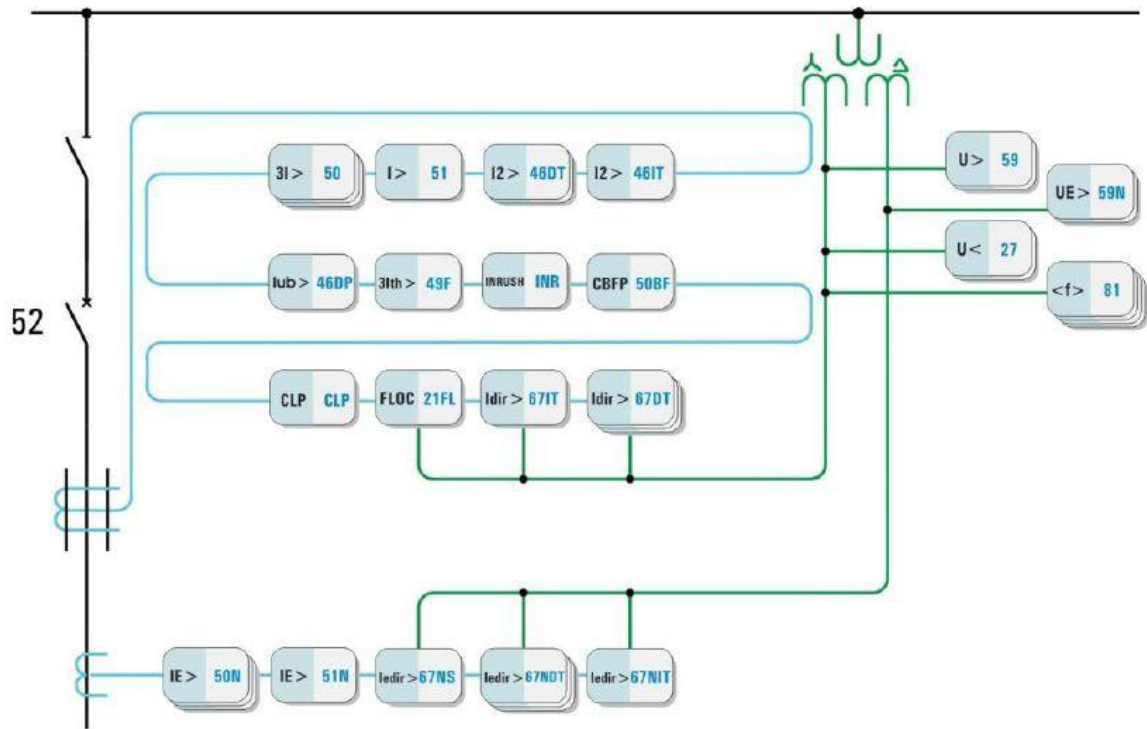 U> 59
3I> 50 I> 51 I2> 46DT I2> 46IT
UE> 59N
U< 27
Iub> 46DP 3Ith> 49F INRUSH INR CBFP 50BF
<f> 81
52
CLP CLP FLOC 21FL Idir> 67IT Idir> 67DT
IE> 50N IE> 51N Iedir> 67NS Iedir> 67NDT Iedir> 67NIT